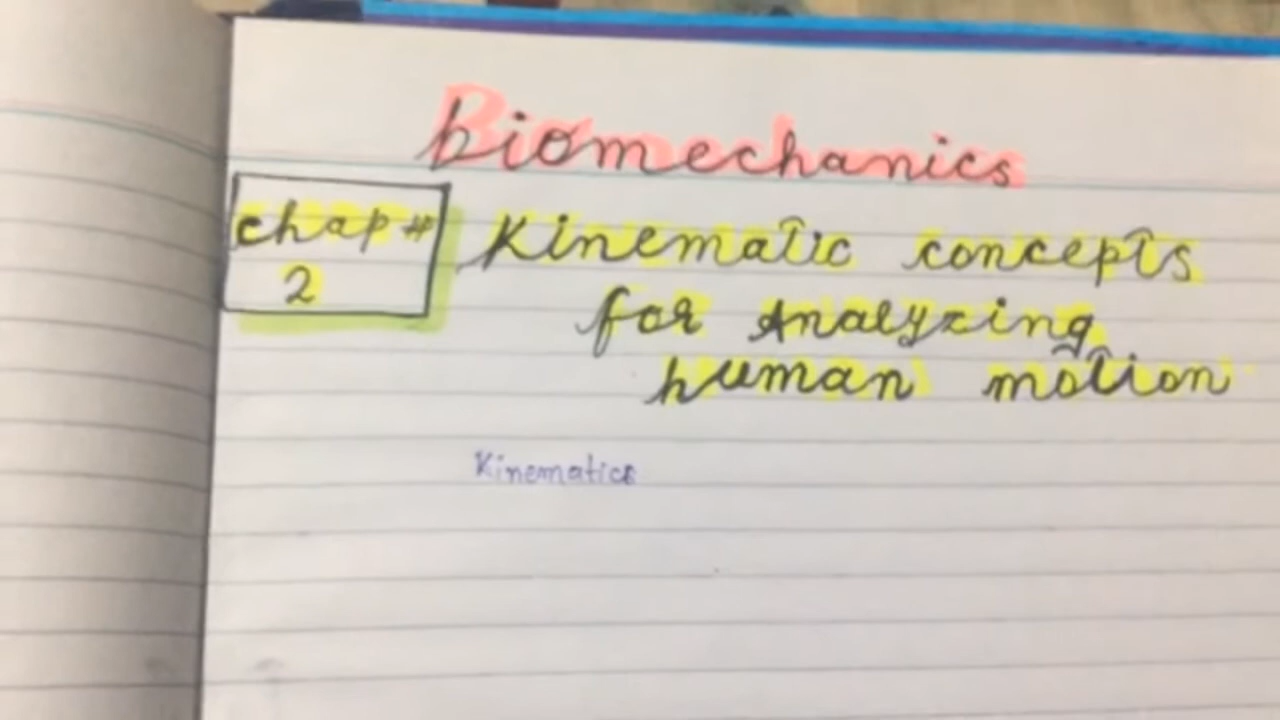 Biomechanics
chap #
2
Kinematic concepts
for Analyzing
human motion
Kinematics